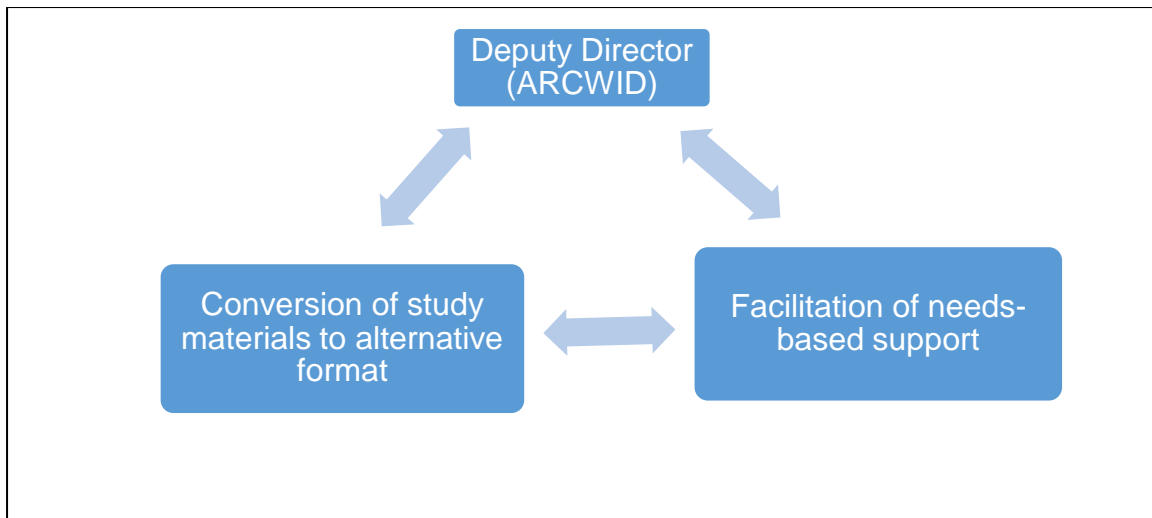 Deputy Director
(ARCWID)
Conversion of study
materials to alternative
format
Facilitation of needs-
based support